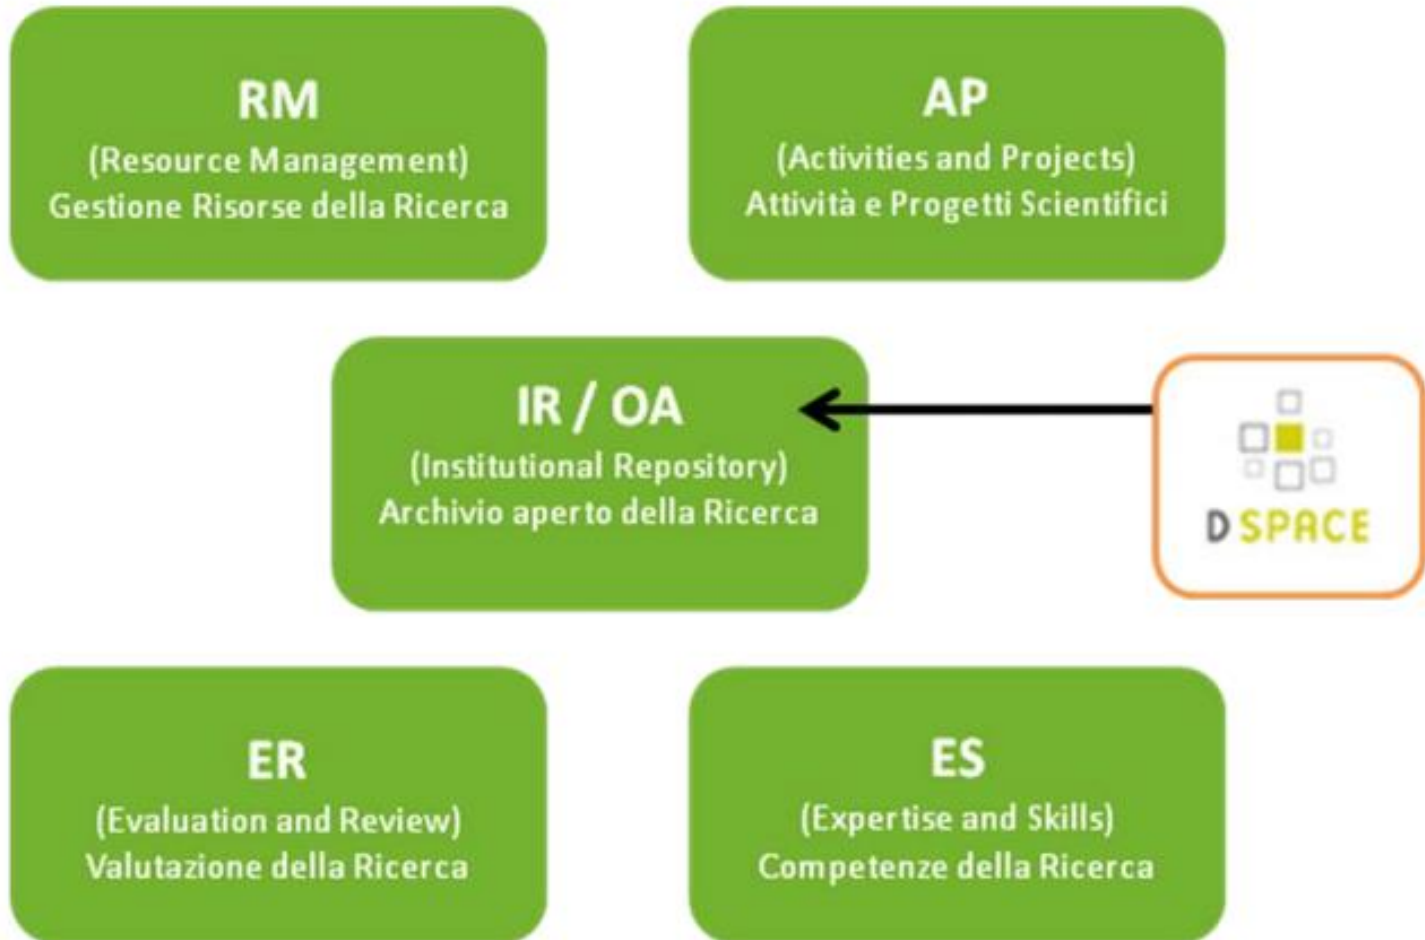 RM
(Resource Management)
Gestione Risorse della Ricerca
AP
(Activities and Projects)
Attività e Progetti Scientifici
IR / OA
(Institutional Repository)
Archivio aperto della Ricerca
DSPACE
ER
(Evaluation and Review)
Valutazione della Ricerca
ES
(Expertise and Skills)
Competenze della Ricerca